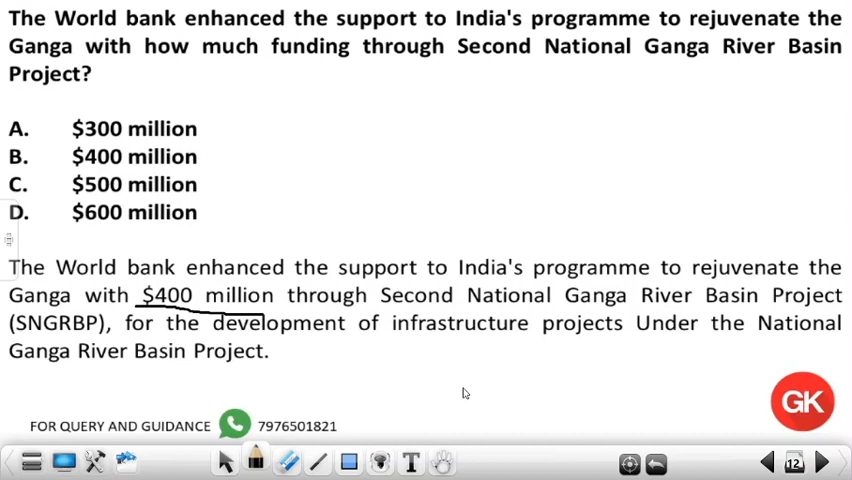 The World bank enhanced the support to India's programme to rejuvenate the
Ganga with how much funding through Second National Ganga River Basin
Project?
A. $300 million
B. $400 million
C. $500 million
D. $600 million
The World bank enhanced the support to India's programme to rejuvenate the
Ganga with $400 million through Second National Ganga River Basin Project
(SNGRBP), for the development of infrastructure projects Under the National
Ganga River Basin Project.
GK
FOR QUERY AND GUIDANCE 7976501821
T
12